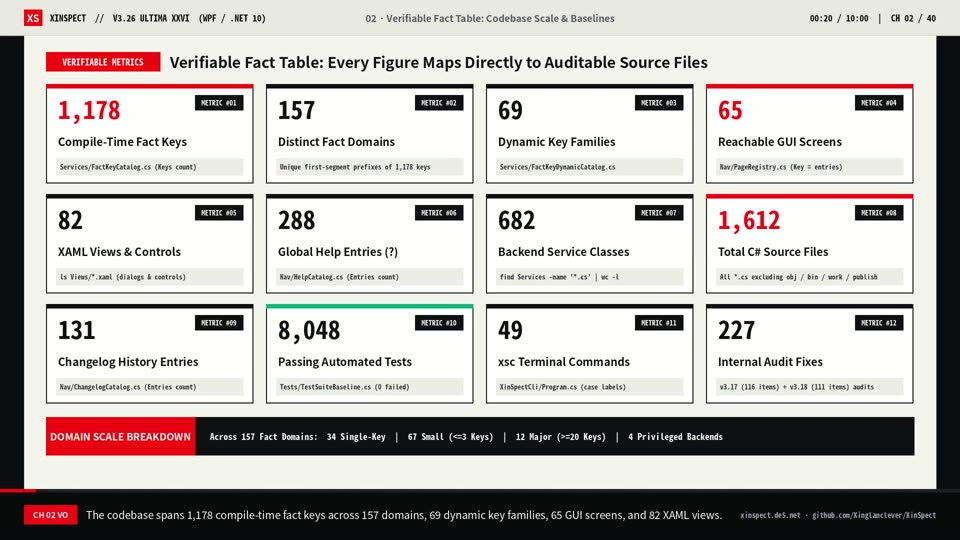 XS XINSPECT // V3.26 ULTIMA XXVI (WPF / .NET 10)
02 · Verifiable Fact Table: Codebase Scale & Baselines
00:20 / 10:00 | CH 02 / 40
VERIFIABLE METRICS
Verifiable Fact Table: Every Figure Maps Directly to Auditable Source Files
1,178
METRIC #01
Compile-Time Fact Keys
Services/FactKeyCatalog.cs (Keys count)
157
METRIC #02
Distinct Fact Domains
Unique first-segment prefixes of 1,178 keys
69
METRIC #03
Dynamic Key Families
Services/FactKeyDynamicCatalog.cs
65
METRIC #04
Reachable GUI Screens
Nav/PageRegistry.cs (Key = entries)
82
METRIC #05
XAML Views & Controls
ls Views/*.xaml (dialogs & controls)
288
METRIC #06
Global Help Entries (?)
Nav/HelpCatalog.cs (Entries count)
682
METRIC #07
Backend Service Classes
find Services -name '*.cs' | wc -l
1,612
METRIC #08
Total C# Source Files
All *.cs excluding obj / bin / work / publish
131
METRIC #09
Changelog History Entries
Nav/ChangelogCatalog.cs (Entries count)
8,048
METRIC #10
Passing Automated Tests
Tests/TestSuiteBaseline.cs (0 failed)
49
METRIC #11
xsc Terminal Commands
XinSpectCli/Program.cs (case labels)
227
METRIC #12
Internal Audit Fixes
v3.17 (116 items) + v3.18 (111 items) audits
DOMAIN SCALE BREAKDOWN
Across 157 Fact Domains: 34 Single-Key | 67 Small (<=3 Keys) | 12 Major (>=20 Keys) | 4 Privileged Backends
CH 02 VO
The codebase spans 1,178 compile-time fact keys across 157 domains, 69 dynamic key families, 65 GUI screens, and 82 XAML views.
xinspect.de5.net · github.com/Xinglanclever/XinSpect